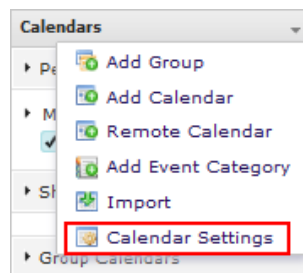 Calendars
Add Group
Add Calendar
Remote Calendar
Add Event Category
Import
Calendar Settings
Group Calendars